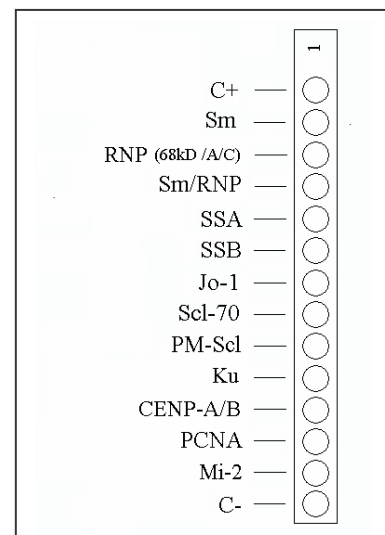 1
C+
Sm
RNP (68kD /A/C)
Sm/RNP
SSA
SSB
Jo-1
Scl-70
PM-Scl
Ku
CENP-A/B
PCNA
Mi-2
C-